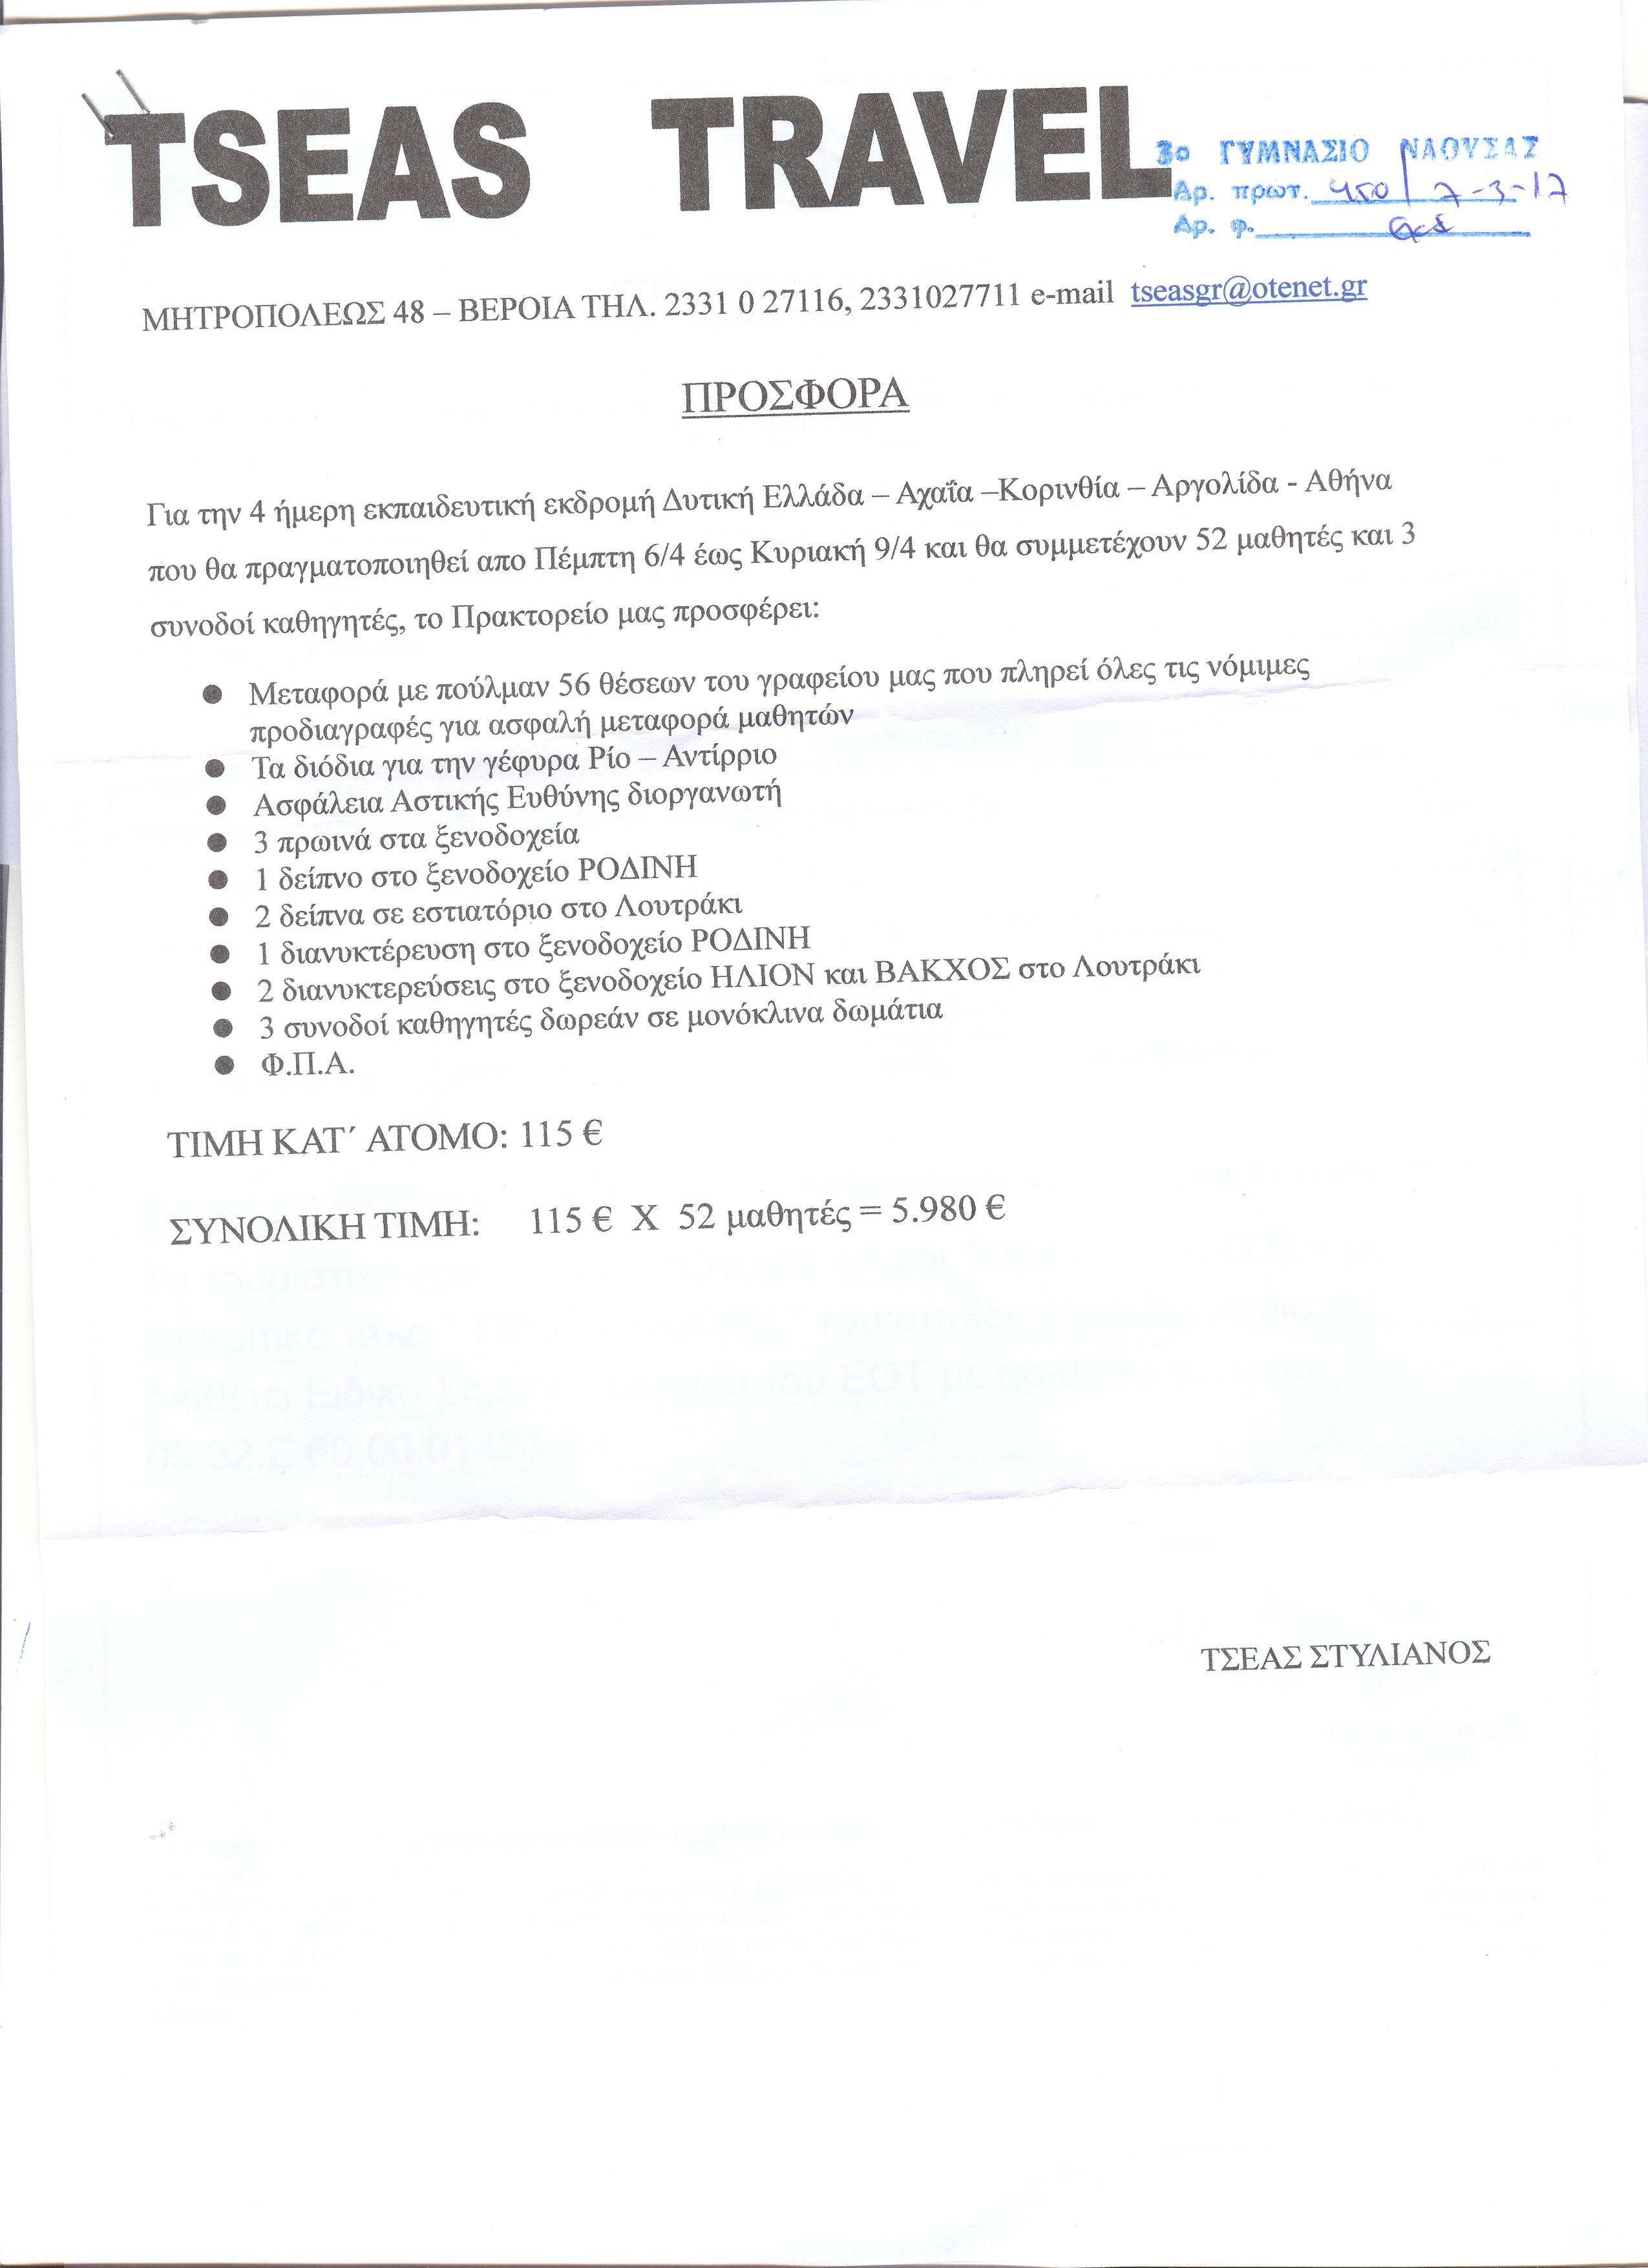 TSEAS TRAVEL
3ο ΓΥΜΝΑΣΙΟ ΝΑΟΥΣΑΣ
Αρ. πρωτ. 450 / 7-3-17
Αρ. φ.
ΜΗΤΡΟΠΟΛΕΩΣ 48 – ΒΕΡΟΙΑ ΤΗΛ. 2331 0 27116, 2331027711 e-mail tseasgr@otenet.gr
ΠΡΟΣΦΟΡΑ
Για την 4 ήμερη εκπαιδευτική εκδρομή Δυτική Ελλάδα – Αχαΐα –Κορινθία – Αργολίδα - Αθήνα
που θα πραγματοποιηθεί απο Πέμπτη 6/4 έως Κυριακή 9/4 και θα συμμετέχουν 52 μαθητές και 3
συνοδοί καθηγητές, το Πρακτορείο μας προσφέρει:
● Μεταφορά με πούλμαν 56 θέσεων του γραφείου μας που πληρεί όλες τις νόμιμες
προδιαγραφές για ασφαλή μεταφορά μαθητών
● Τα διόδια για την γέφυρα Ρίο – Αντίρριο
● Ασφάλεια Αστικής Ευθύνης διοργανωτή
● 3 πρωινά στα ξενοδοχεία
● 1 δείπνο στο ξενοδοχείο ΡΟΔΙΝΗ
● 2 δείπνα σε εστιατόριο στο Λουτράκι
● 1 διανυκτέρευση στο ξενοδοχείο ΡΟΔΙΝΗ
● 2 διανυκτερεύσεις στο ξενοδοχείο ΗΛΙΟΝ και ΒΑΚΧΟΣ στο Λουτράκι
● 3 συνοδοί καθηγητές δωρεάν σε μονόκλινα δωμάτια
● Φ.Π.Α.
ΤΙΜΗ ΚΑΤ΄ ΑΤΟΜΟ: 115 €
ΣΥΝΟΛΙΚΗ ΤΙΜΗ: 115 € Χ 52 μαθητές = 5.980 €
ΤΣΕΑΣ ΣΤΥΛΙΑΝΟΣ